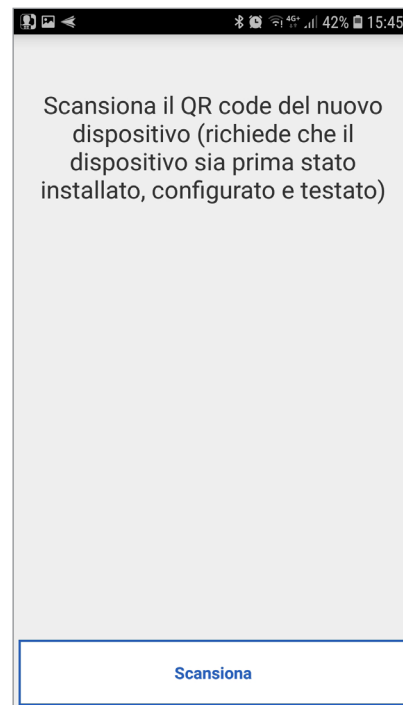 4G+ 42% 15:45
Scansiona il QR code del nuovo
dispositivo (richiede che il
dispositivo sia prima stato
installato, configurato e testato)
Scansiona